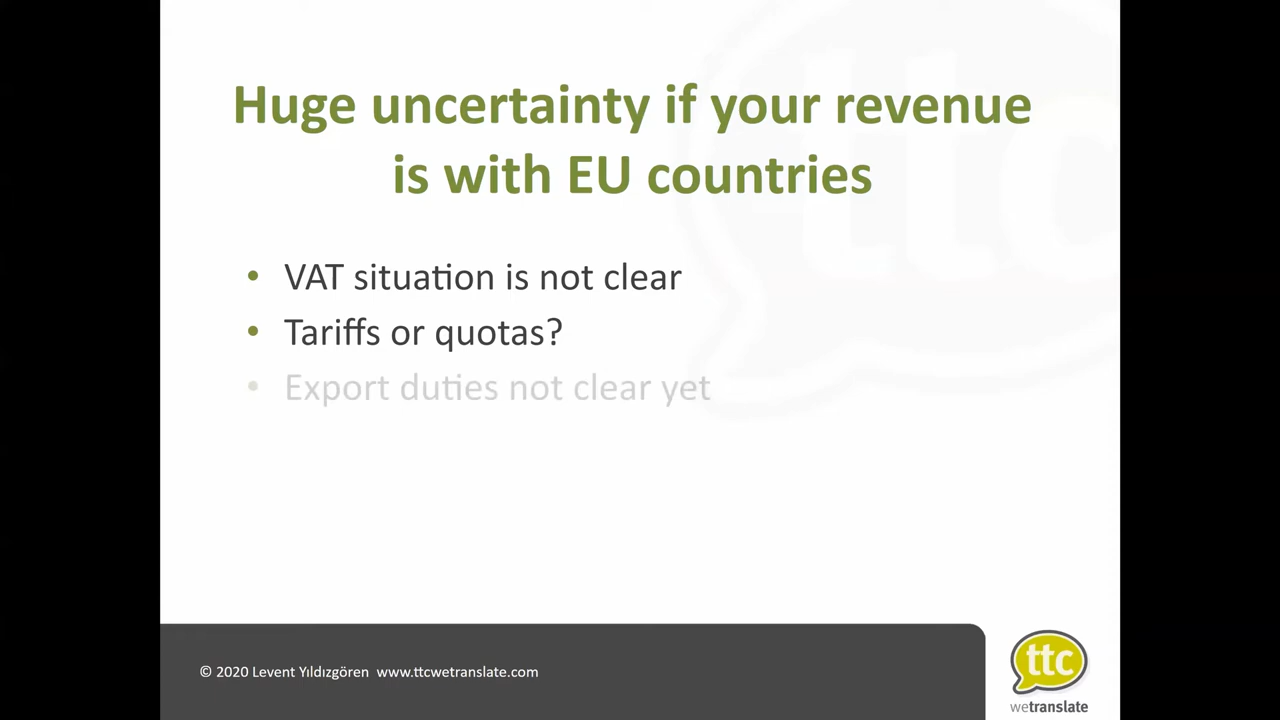 Huge uncertainty if your revenue
is with EU countries
• VAT situation is not clear
• Tariffs or quotas?
• Export duties not clear yet
© 2020 Levent Yıldızgören www.ttcwetranslate.com
ttc
wetranslate